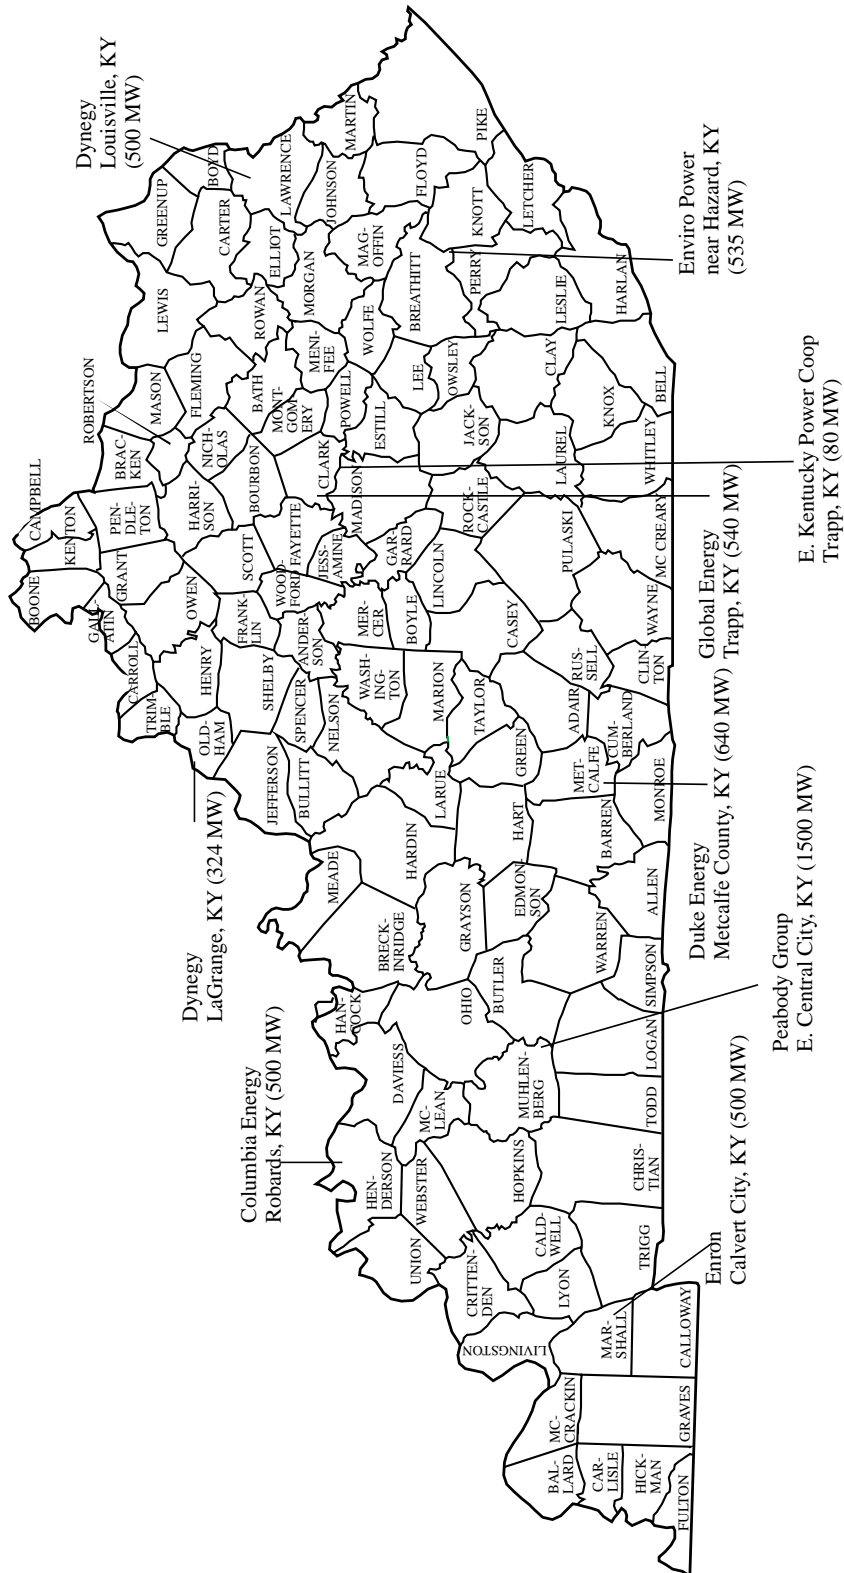 Dynegy
Louisville, KY
(500 MW)
Enviro Power
near Hazard, KY
(535 MW)
E. Kentucky Power Coop
Trapp, KY (80 MW)
Global Energy
Trapp, KY (540 MW)
Duke Energy
Metcalfe County, KY (640 MW)
Peabody Group
E. Central City, KY (1500 MW)
Enron
Calvert City, KY (500 MW)
Columbia Energy
Robards, KY (500 MW)
Dynegy
LaGrange, KY (324 MW)
BOONE
KENTON
CAMPBELL
GALL-
ATIN
GRANT
PEN-
DLE-
TON
BRAC-
KEN
ROBERTSON
MASON
LEWIS
GREENUP
BOYD
CARTER
LAWRENCE
MARTIN
JOHNSON
ELLIOT
ROWAN
FLEMING
NICH-
OLAS
HARRI-
SON
OWEN
CARROLL
TRIM-
BLE
HENRY
OLD-
HAM
SHELBY
FRANK-
LIN
SCOTT
BOURBON
BATH
MONT-
GOM
ERY
MENI-
FEE
MORGAN
MAG-
OFFIN
FLOYD
PIKE
KNOTT
LETCHER
PERRY
BREATHITT
WOLFE
POWELL
CLARK
FAYETTE
WOOD-
FORD
JESS-
AMINE
ANDER-
SON
SPENCER
JEFFERSON
BULLITT
NELSON
WASH-
ING-
TON
MER-
CER
BOYLE
GAR-
RARD
MADISON
ESTILL
LEE
OWSLEY
JACK-
SON
ROCK-
CASTLE
LINCOLN
CASEY
MARION
TAYLOR
LARUE
HARDIN
MEADE
BRECK-
INRIDGE
GRAYSON
HART
GREEN
ADAIR
RUS-
SELL
PULASKI
LAUREL
CLAY
LESLIE
HARLAN
BELL
KNOX
WHITLEY
MC CREARY
WAYNE
CLIN-
TON
CUM-
BERLAND
MET-
CALFE
MONROE
BARREN
ALLEN
EDMON-
SON
WARREN
SIMPSON
BUTLER
OHIO
HAN-
COCK
DAVIESS
MC-
LEAN
MUHLEN-
BERG
LOGAN
TODD
CHRIS-
TIAN
HOPKINS
WEBSTER
HEN-
DERSON
UNION
CRITTEN-
DEN
CALD-
WELL
LYON
TRIGG
LIVINGSTON
MAR-
SHALL
CALLOWAY
MC-
CRACKIN
GRAVES
BAL-
LARD
CAR-
LISLE
HICK-
MAN
FULTON